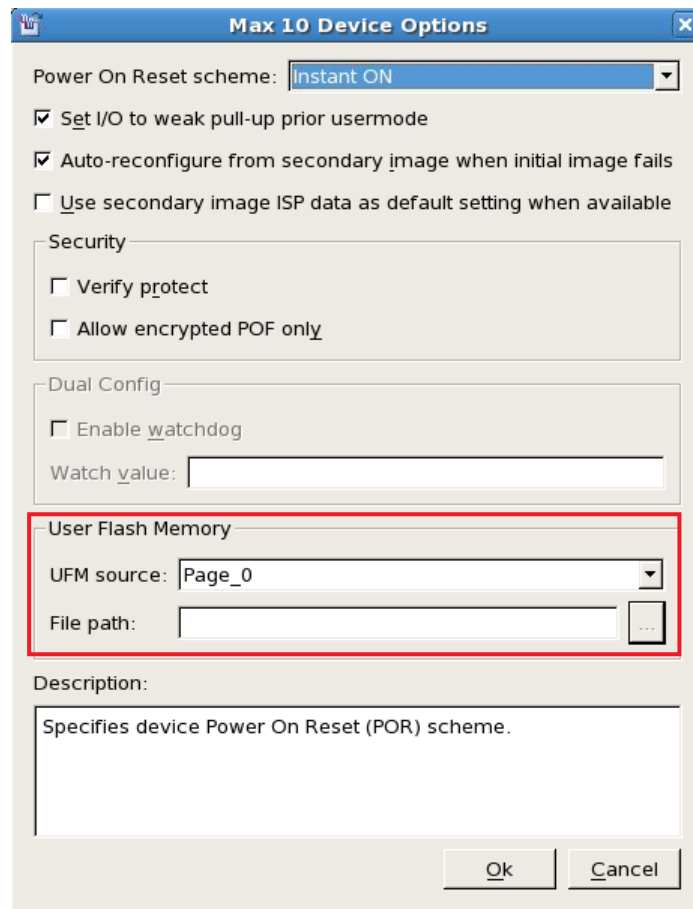 Max 10 Device Options
Power On Reset scheme: Instant ON
Set I/O to weak pull-up prior usermode
Auto-reconfigure from secondary image when initial image fails
Use secondary image ISP data as default setting when available
Security
Verify protect
Allow encrypted POF only
Dual Config
Enable watchdog
Watch value:
User Flash Memory
UFM source: Page_0
File path:
...
Description:
Specifies device Power On Reset (POR) scheme.
Ok Cancel